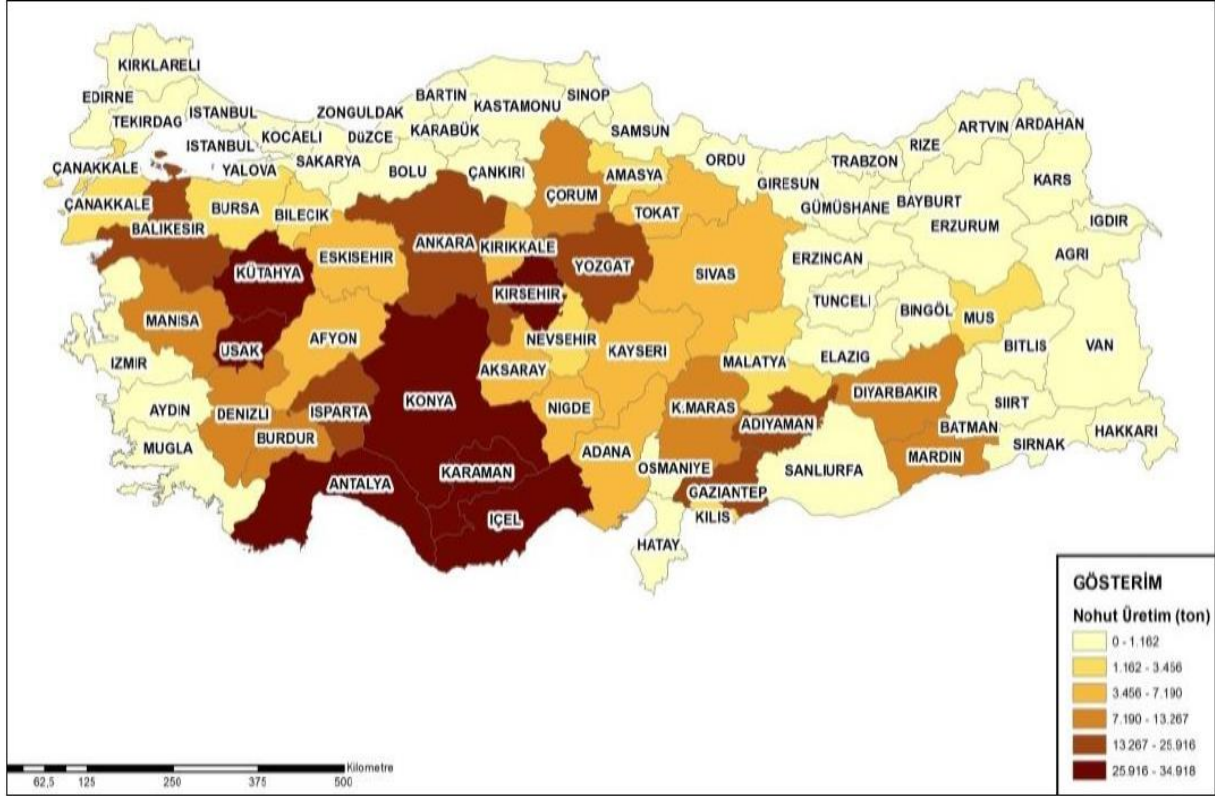 KIRKLARELI
EDIRNE
TEKIRDAG
ISTANBUL
ISTANBUL
KOCAELI
YALOVA
SAKARYA
ZONGULDAK
DüZCE
BARTIN
KARABÜK
KASTAMONU
SINOP
SAMSUN
BOLU
ÇANKIRI
ORDU
GIRESUN
TRABZON
RIZE
ARTVIN
ARDAHAN
KARS
GÜMÜSHANE
BAYBURT
ERZURUM
IGDIR
AGRI
ÇANAKKALE
ÇANAKKALE
BURSA
BILECIK
BALIKESIR
KÜTAHYA
ESKISEHIR
ANKARA
KIRIKKALE
ÇORUM
AMASYA
TOKAT
YOZGAT
SIVAS
ERZINCAN
TUNCELI
BINGÖL
MUS
BITLIS
VAN
MANISA
USAK
AFYON
KIRSEHIR
NEVSEHIR
KAYSERI
MALATYA
ELAZIG
IZMIR
AYDIN
DENIZLI
ISPARTA
KONYA
AKSARAY
NIGDE
K.MARAS
ADIYAMAN
DIYARBAKIR
BATMAN
SIIRT
SIRNAK
HAKKARI
MUGLA
BURDUR
ANTALYA
KARAMAN
IÇEL
ADANA
OSMANIYE
GAZIANTEP
KILIS
SANLIURFA
MARDIN
HATAY
GÖSTERİM
Nohut Üretim (ton)
0 - 1.162
1.162 - 3.456
3.456 - 7.190
7.190 - 13.267
13.267 - 25.916
25.916 - 34.918
Kilometre
62,5 125 250 375 500